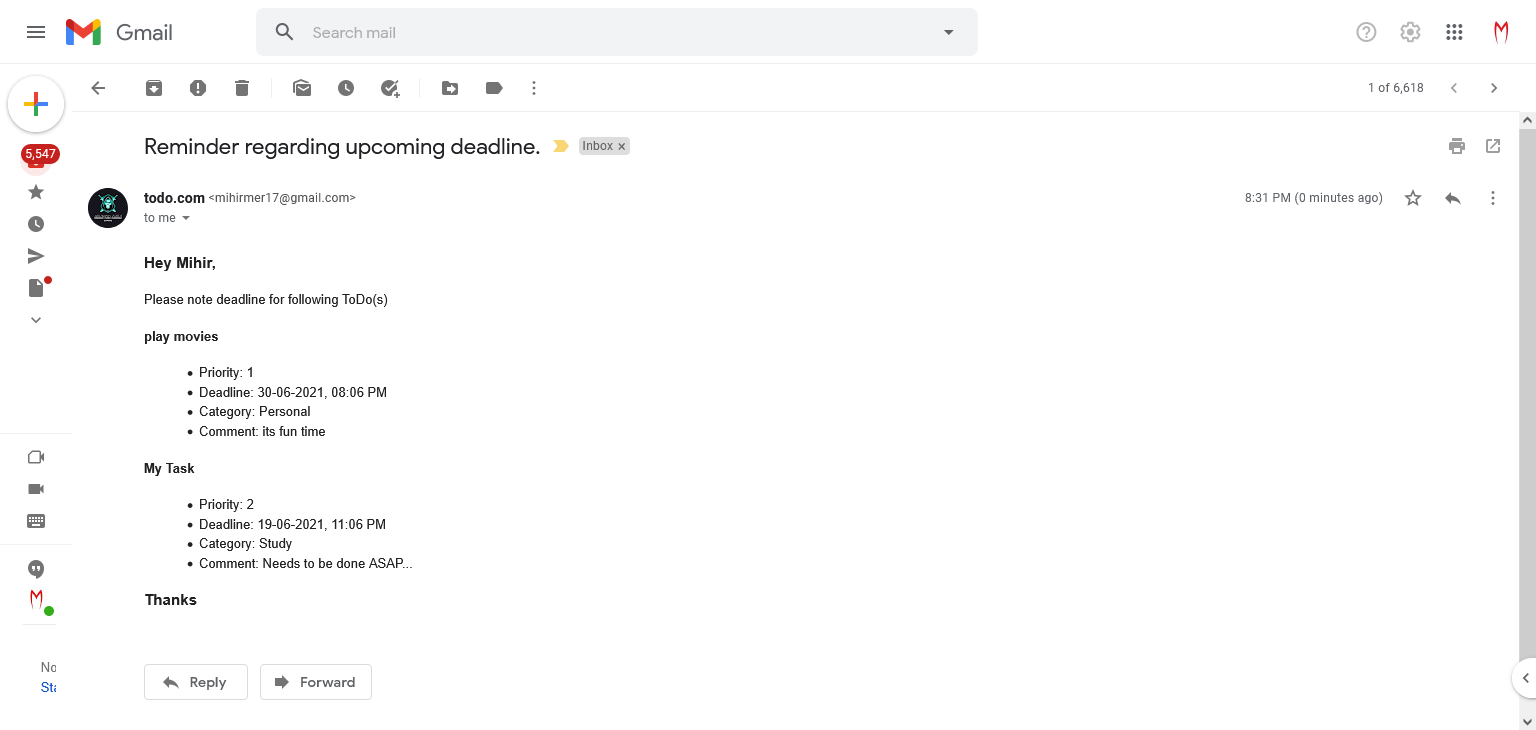 Gmail
Search mail
1 of 6,618
5,547
Reminder regarding upcoming deadline.
Inbox ×
todo.com <mihirmer17@gmail.com>
8:31 PM (0 minutes ago)
to me
Hey Mihir,
Please note deadline for following ToDo(s)
play movies
• Priority: 1
• Deadline: 30-06-2021, 08:06 PM
• Category: Personal
• Comment: its fun time
My Task
• Priority: 2
• Deadline: 19-06-2021, 11:06 PM
• Category: Study
• Comment: Needs to be done ASAP...
Thanks
No
Sta
Reply
Forward